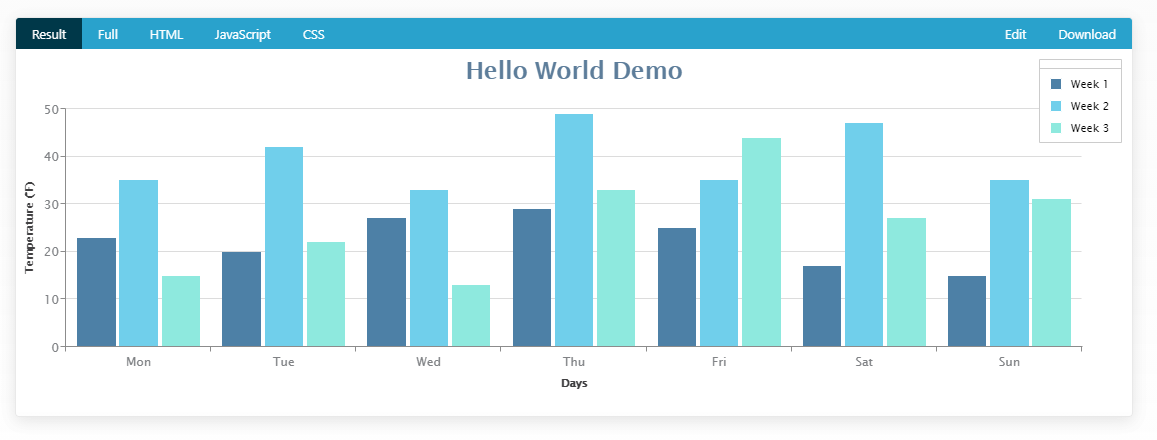 Result Full HTML JavaScript CSS Edit Download
Hello World Demo
Week 1
Week 2
Week 3
50
40
30
20
10
0
Temperature (°F)
Mon Tue Wed Thu Fri Sat Sun
Days